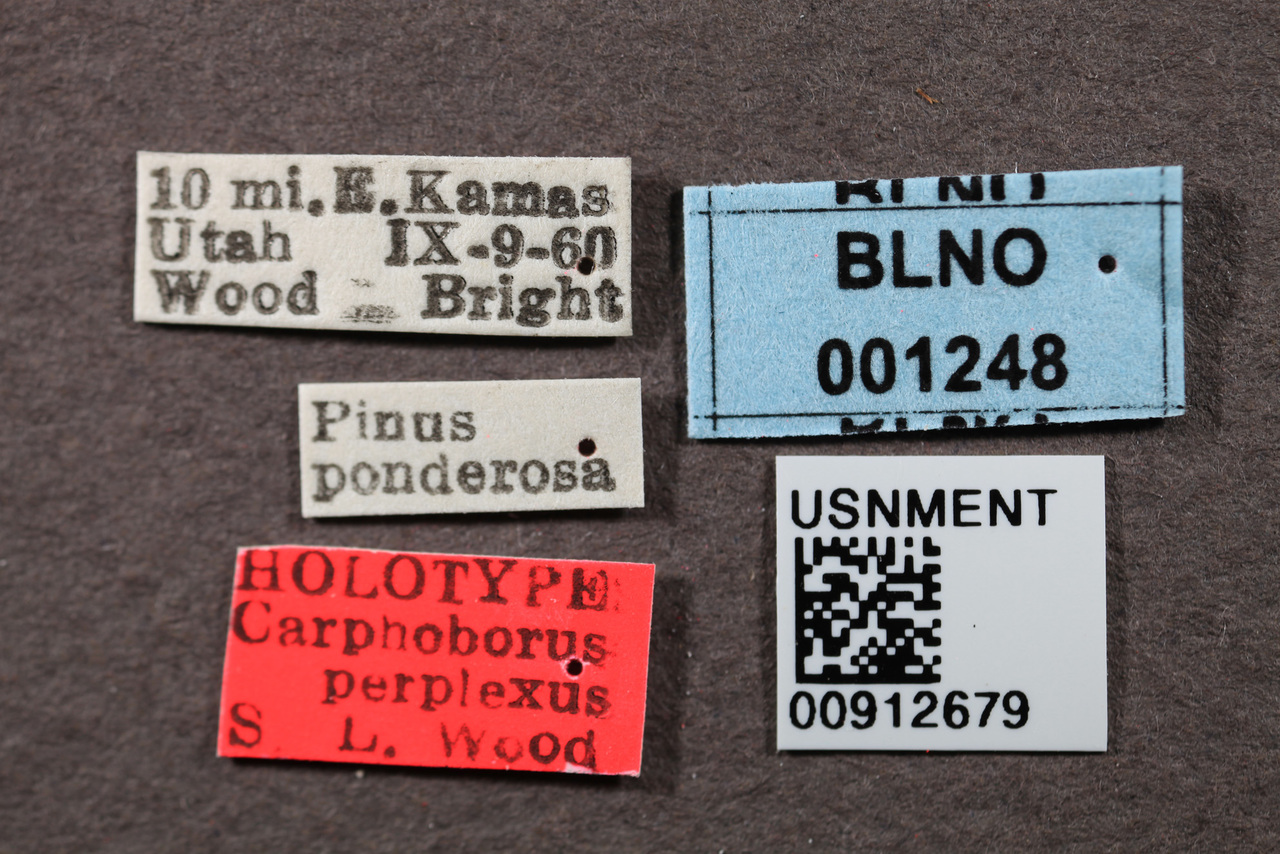 10 mi.E.Kamas
Utah IX-9-60
Wood Bright
Pinus
ponderosa
HOLOTYPE
Carphoborus
perplexus
S L. Wood
BLNO
001248
USNMENT
00912679